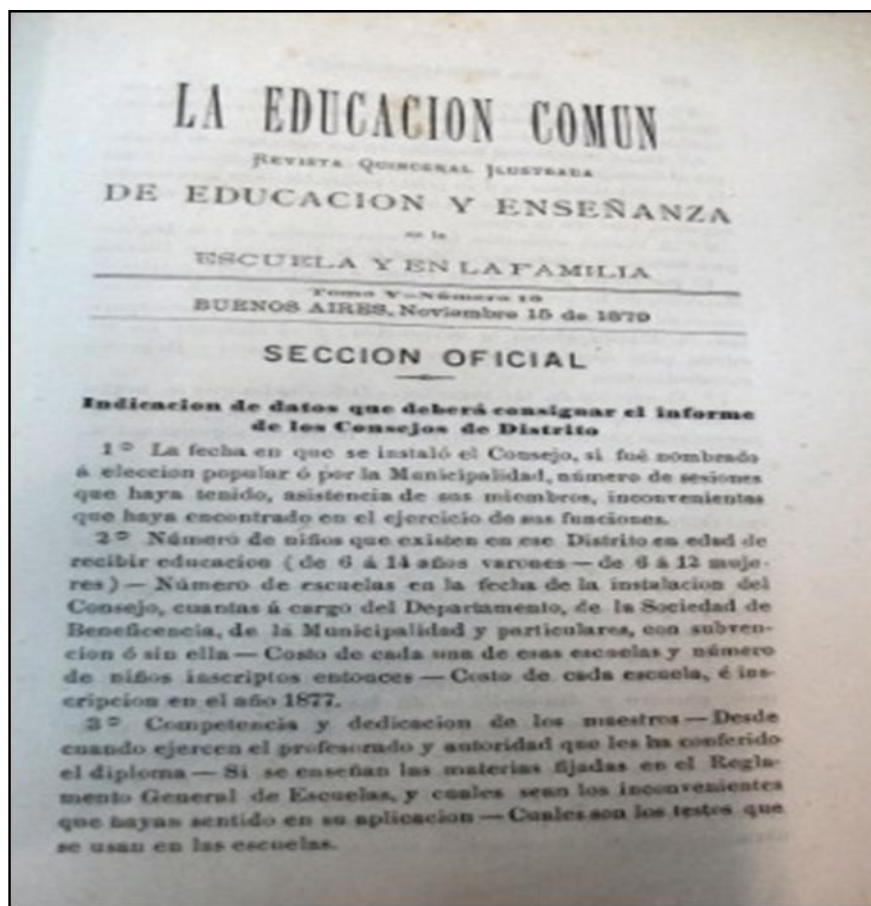 LA EDUCACION COMUN
REVISTA QUINCENAL ILUSTRADA
DE EDUCACION Y ENSEÑANZA
en la
ESCUELA Y EN LA FAMILIA
Tomo V—Número
BUENOS AIRES, Noviembre 15 de 1879
SECCION OFICIAL
Indicacion de datos que deberá consignar el informe
de los Consejos de Distrito
1º La fecha en que se instaló el Consejo, si fué nombrado
á eleccion popular ó por la Municipalidad, número de sesiones
que haya tenido, asistencia de sus miembros, inconvenientes
que haya encontrado en el ejercicio de sus funciones.
2º Número de niños que existen en ese Distrito en edad de
recibir educacion (de 6 á 14 años varones — de 6 á 12 muje-
res) — Número de escuelas en la fecha de la instalacion del
Consejo, cuantas á cargo del Departamento, de la Sociedad de
Beneficencia, de la Municipalidad y particulares, con subven-
cion ó sin ella — Costo de cada una de esas escuelas y número
de niños inscriptos entonces — Costo de cada escuela, é ins-
cripcion en el año 1877.
3º Competencia y dedicacion de los maestros — Desde
cuando ejercen el profesorado y autoridad que les ha conferido
el diploma — Si se enseñan las materias fijadas en el Regla-
mento General de Escuelas, y cuales sean los inconvenientes
que hayan sentido en su aplicacion — Cuales son los testos que
se usan en las escuelas.